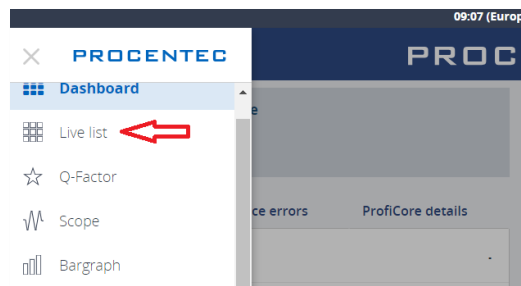 09:07 (Europ
PROCENTEC
PROC
Dashboard
e
Live list
Q-Factor
Scope
ce errors
ProfiCore details
Bargraph
-